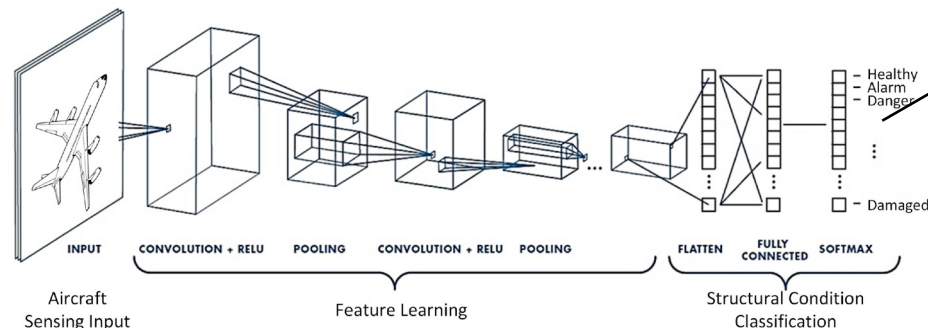 Healthy
Alarm
Danger
Damaged
INPUT
CONVOLUTION + RELU
POOLING
CONVOLUTION + RELU
POOLING
FLATTEN
FULLY
CONNECTED
SOFTMAX
Aircraft
Sensing Input
Feature Learning
Structural Condition
Classification